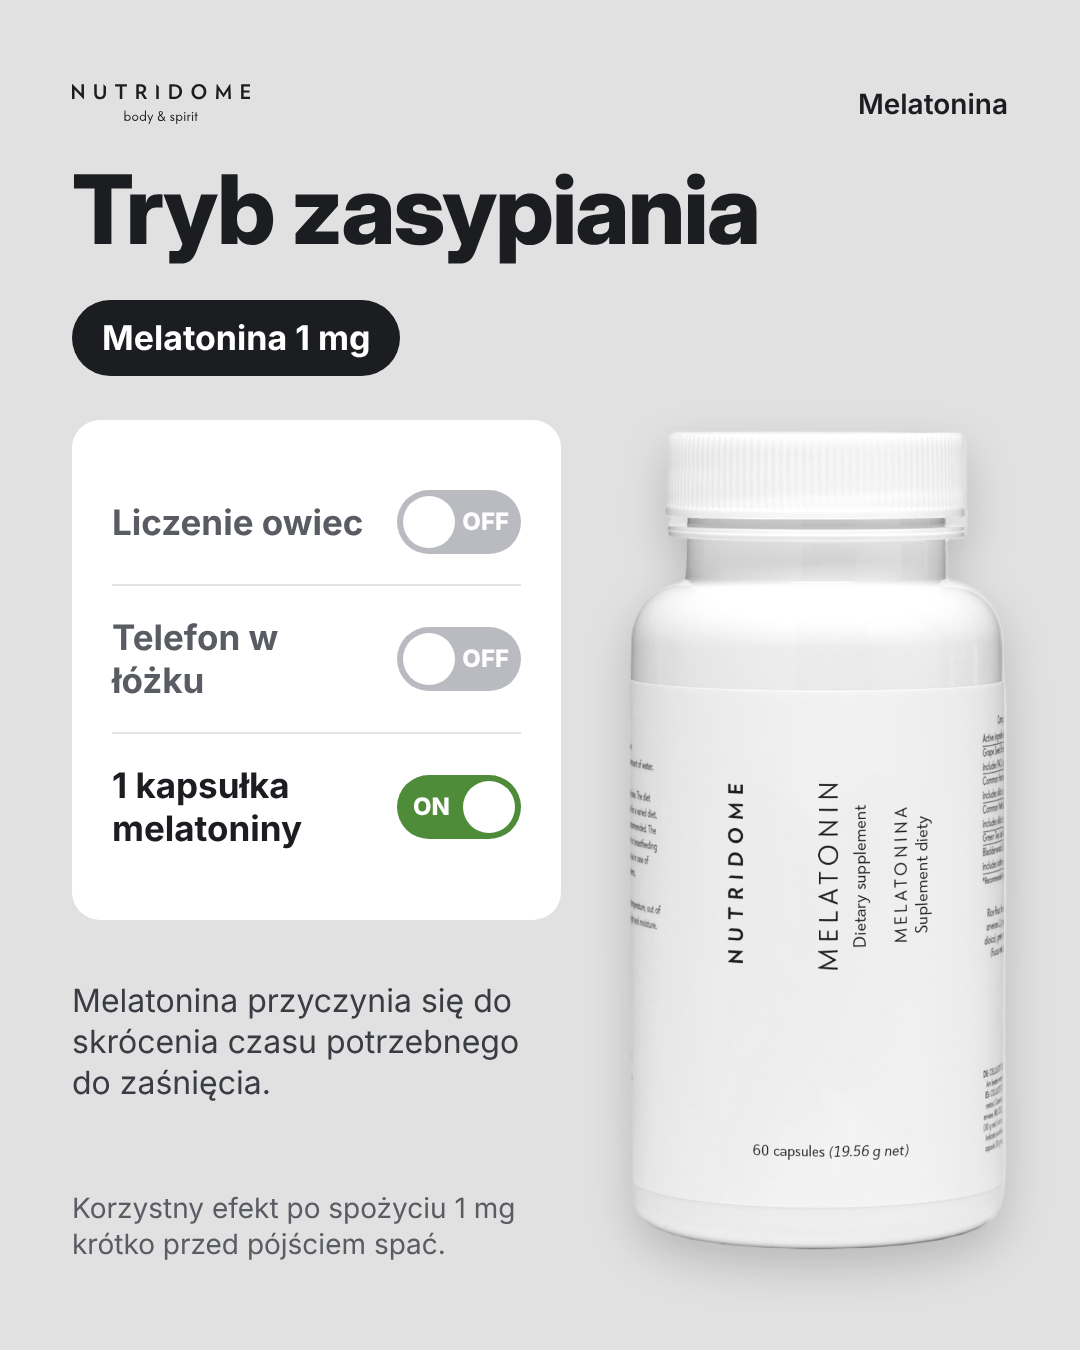 NUTRIDOME
body & spirit
Melatonina
Tryb zasypiania
Melatonina 1 mg
Liczenie owiec
OFF
Telefon w
łóżku
OFF
1 kapsułka
melatoniny
ON
Melatonina przyczynia się do
skrócenia czasu potrzebnego
do zaśnięcia.
Korzystny efekt po spożyciu 1 mg
krótko przed pójściem spać.
NUTRIDOME
MELATONIN
Dietary supplement
MELATONINA
Suplement diety
60 capsules (19.56 g net)